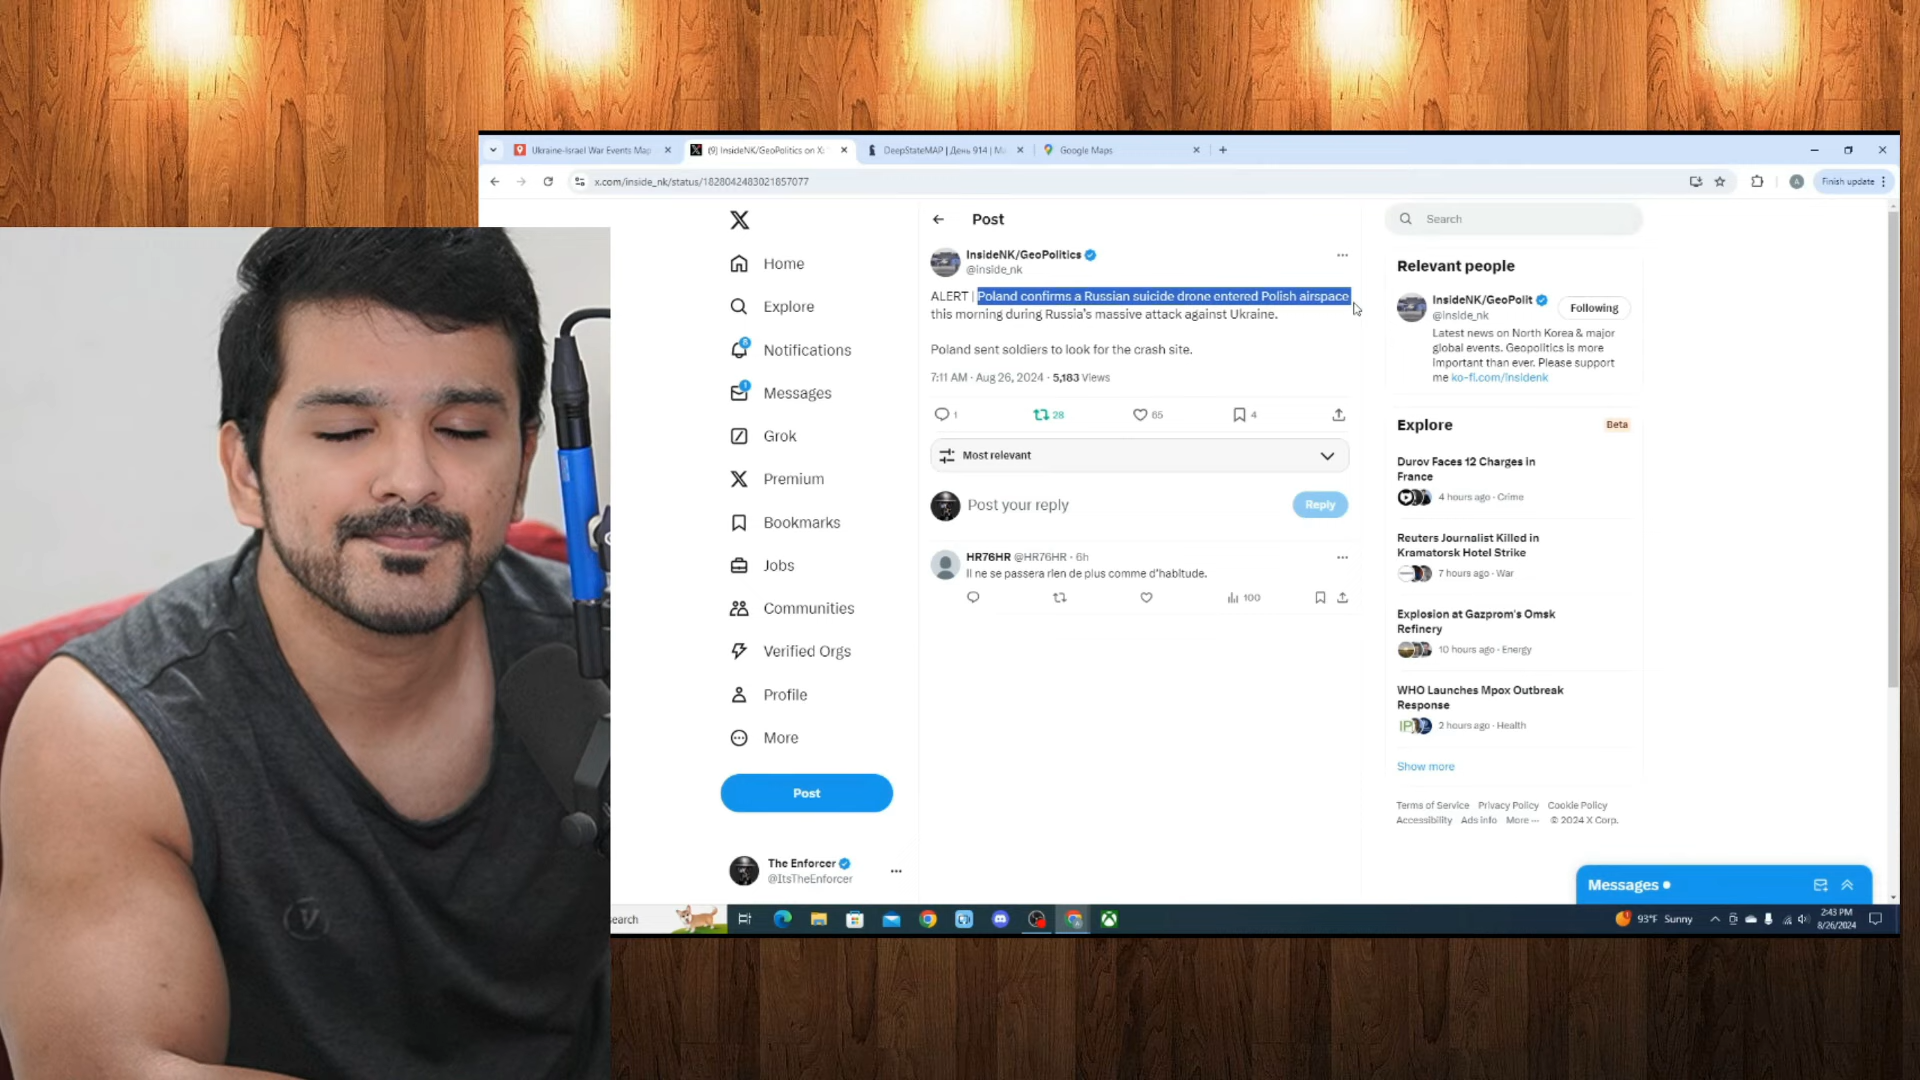 Ukraine-Israel War Events Map
(9) InsideNK/GeoPolitics on X:
DeepStateMAP | День 914 |
Google Maps
x.com/inside_nk/status/1828042483021857077
Finish update
Home
Explore
Notifications
8
Messages
1
Grok
Premium
Bookmarks
Jobs
Communities
Verified Orgs
Profile
More
Post
The Enforcer
@ItsTheEnforcer
Post
InsideNK/GeoPolitics
@inside_nk
ALERT | Poland confirms a Russian suicide drone entered Polish airspace
this morning during Russia's massive attack against Ukraine.
Poland sent soldiers to look for the crash site.
7:11 AM · Aug 26, 2024 · 5,183 Views
1
28
65
4
Most relevant
Post your reply
Reply
HR76HR @HR76HR · 6h
Il ne se passera rien de plus comme d'habitude.
100
Search
Relevant people
InsideNK/GeoPolit
@inside_nk
Following
Latest news on North Korea & major
global events. Geopolitics is more
important than ever. Please support
me ko-fi.com/insidenk
Explore
Beta
Durov Faces 12 Charges in
France
4 hours ago · Crime
Reuters Journalist Killed in
Kramatorsk Hotel Strike
7 hours ago · War
Explosion at Gazprom's Omsk
Refinery
10 hours ago · Energy
WHO Launches Mpox Outbreak
Response
2 hours ago · Health
Show more
Terms of Service Privacy Policy Cookie Policy
Accessibility Ads info More ··· © 2024 X Corp.
Messages
earch
93°F Sunny
2:43 PM
8/26/2024